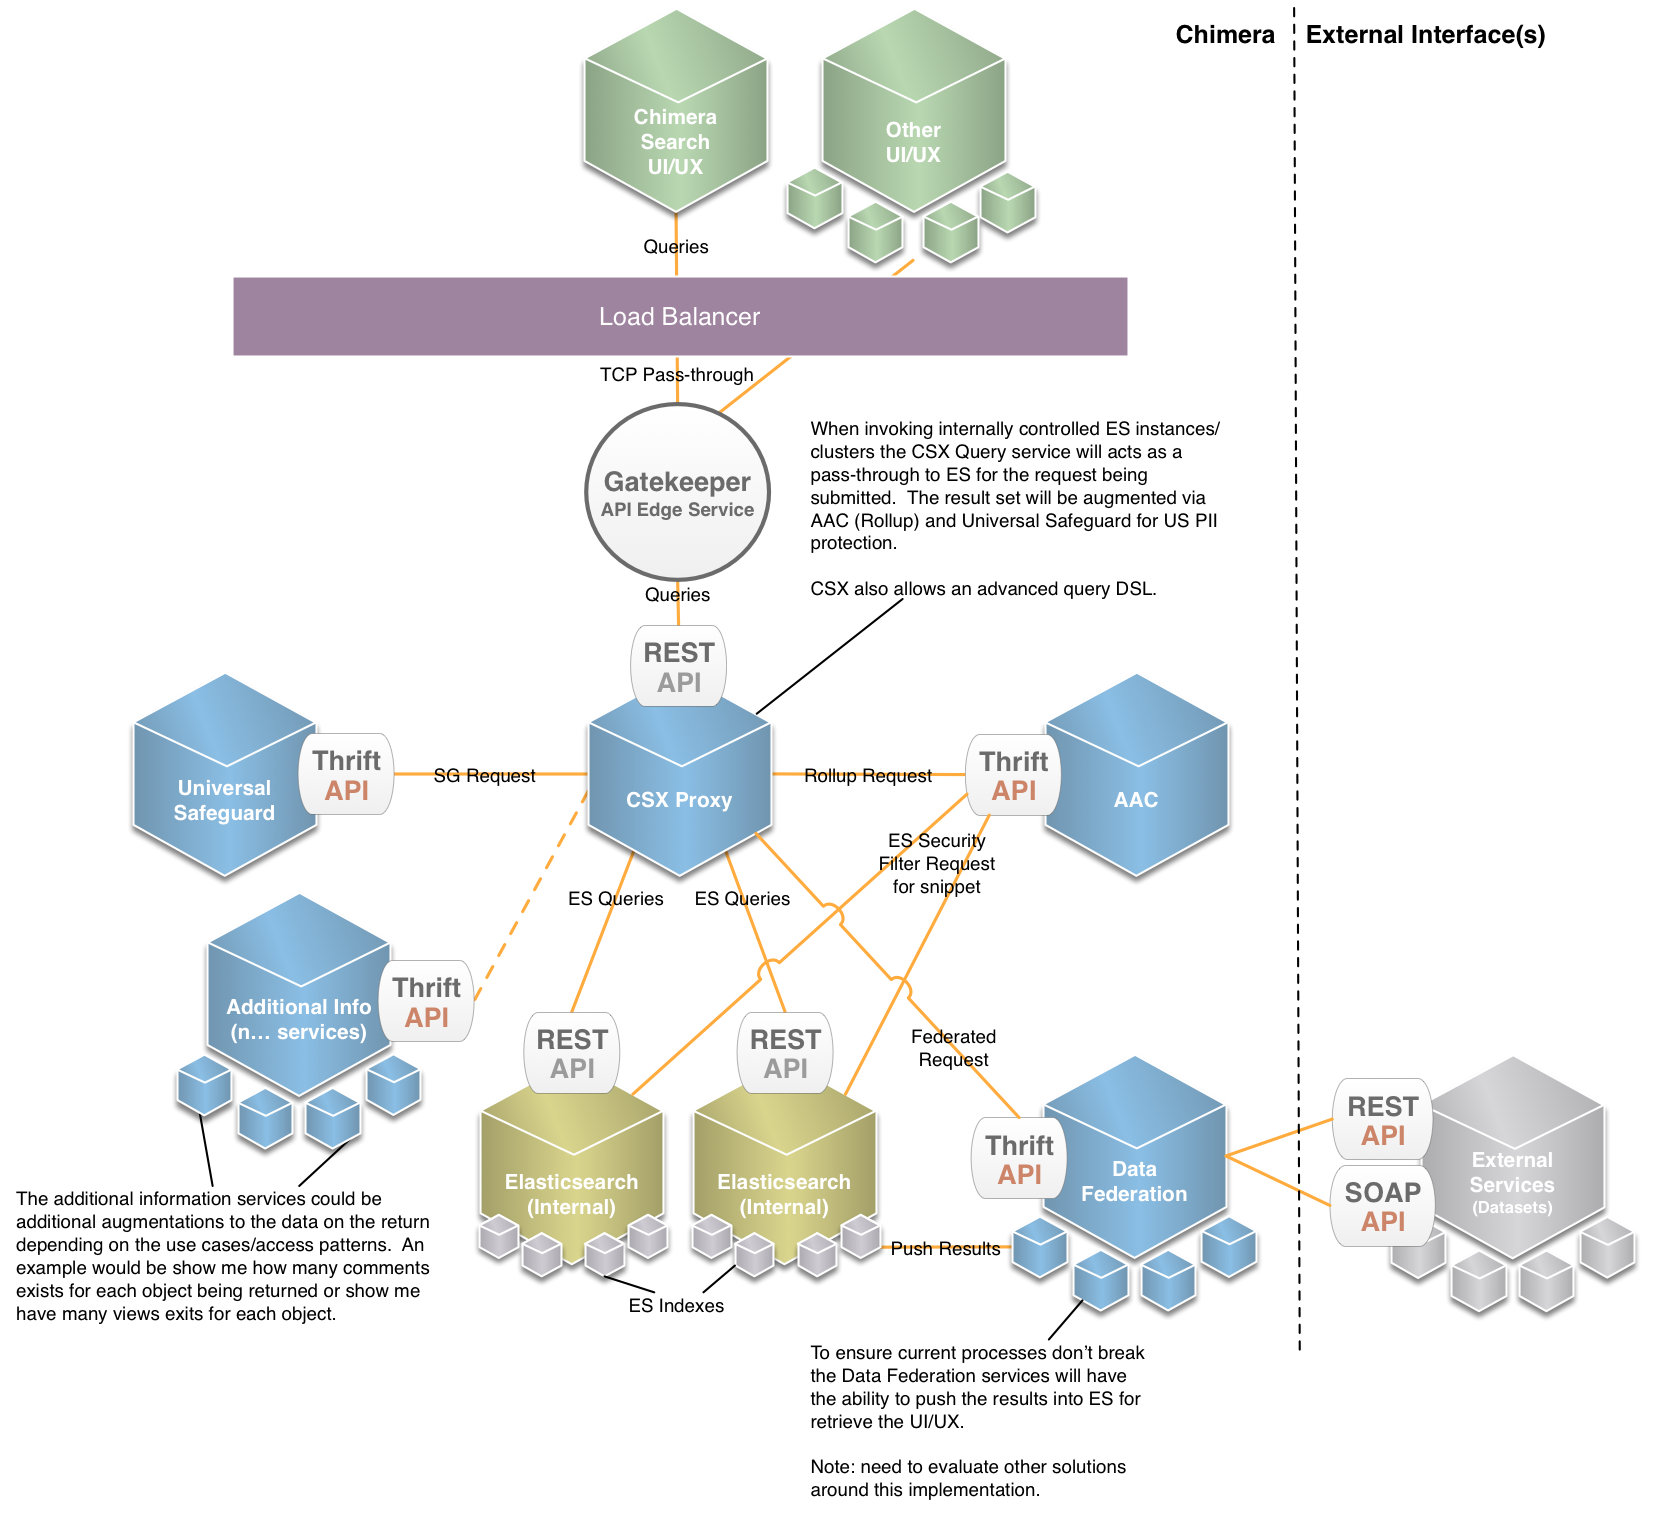 Chimera
External Interface(s)
Chimera
Search
UI/UX
Other
UI/UX
Queries
Load Balancer
TCP Pass-through
Gatekeeper
API Edge Service
When invoking internally controlled ES instances/
clusters the CSX Query service will acts as a
pass-through to ES for the request being
submitted.  The result set will be augmented via
AAC (Rollup) and Universal Safeguard for US PII
protection.
CSX also allows an advanced query DSL.
Queries
REST
API
Universal
Safeguard
Thrift
API
SG Request
CSX Proxy
Rollup Request
Thrift
API
AAC
ES Security
Filter Request
for snippet
ES Queries
ES Queries
Additional Info
(n... services)
Thrift
API
REST
API
REST
API
Federated
Request
Elasticsearch
(Internal)
Elasticsearch
(Internal)
Thrift
API
Data
Federation
REST
API
SOAP
API
External
Services
(Datasets)
Push Results
ES Indexes
The additional information services could be
additional augmentations to the data on the return
depending on the use cases/access patterns.  An
example would be show me how many comments
exists for each object being returned or show me
have many views exits for each object.
To ensure current processes don't break
the Data Federation services will have
the ability to push the results into ES for
retrieve the UI/UX.
Note: need to evaluate other solutions
around this implementation.